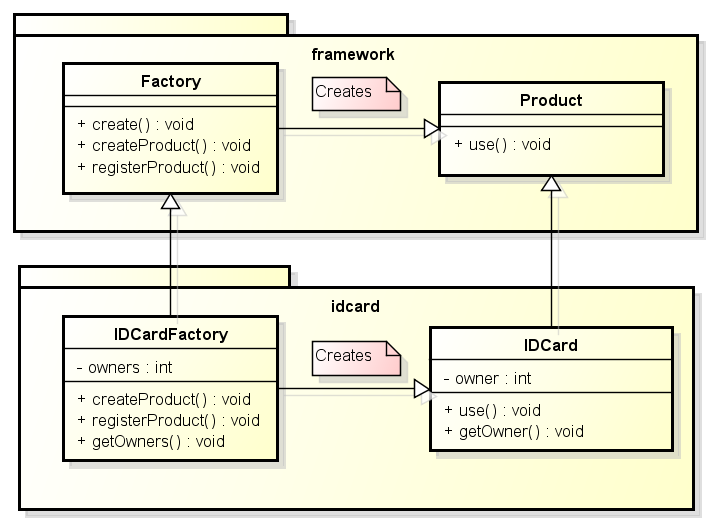 framework
Factory
+ create() : void
+ createProduct() : void
+ registerProduct() : void
Creates
Product
+ use() : void
idcard
IDCardFactory
- owners : int
+ createProduct() : void
+ registerProduct() : void
+ getOwners() : void
Creates
IDCard
- owner : int
+ use() : void
+ getOwner() : void